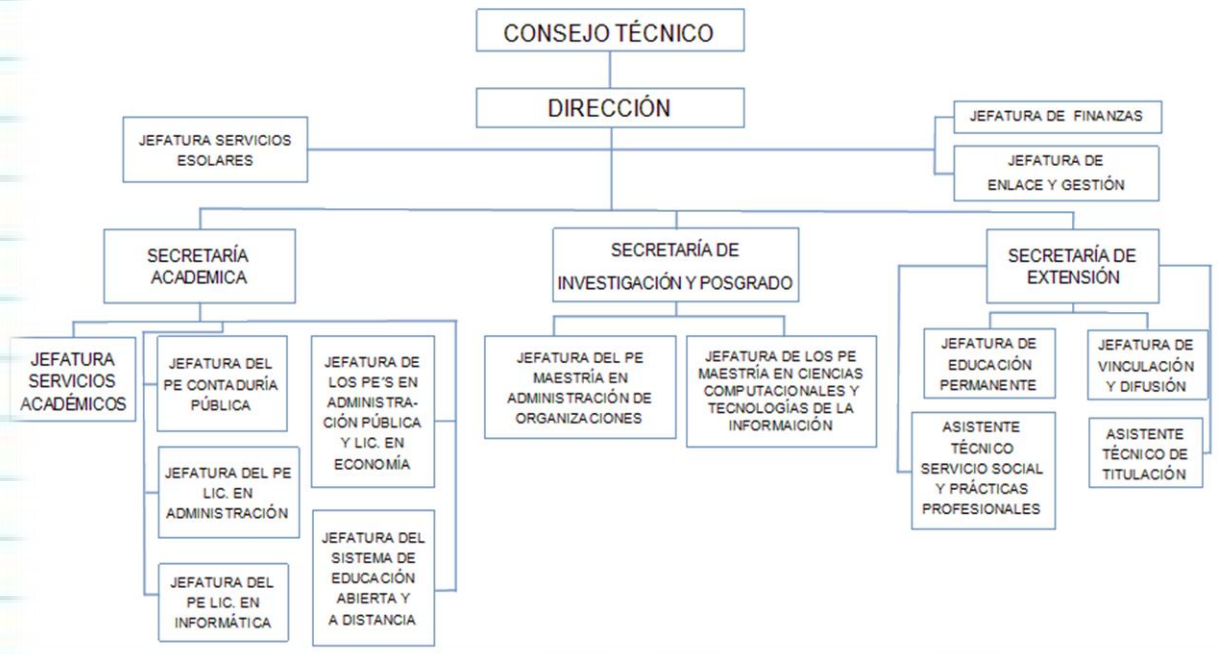 CONSEJO TÉCNICO
DIRECCIÓN
JEFATURA SERVICIOS
ESOLARES
JEFATURA DE FINANZAS
JEFATURA DE
ENLACE Y GESTIÓN
SECRETARÍA
ACADEMICA
SECRETARÍA DE
INVESTIGACIÓN Y POSGRADO
SECRETARÍA DE
EXTENSIÓN
JEFATURA
SERVICIOS
ACADÉMICOS
JEFATURA DEL
PE CONTADURÍA
PÚBLICA
JEFATURA DE
LOS PE'S EN
ADMINISTRA-
CIÓN PÚBLICA
Y LIC. EN
ECONOMÍA
JEFATURA DEL PE
MAESTRÍA EN
ADMINISTRACIÓN DE
ORGANIZACIONES
JEFATURA DE LOS PE
MAESTRÍA EN CIENCIAS
COMPUTACIONALES Y
TECNOLOGÍAS DE LA
INFORMAICIÓN
JEFATURA DE
EDUCACIÓN
PERMANENTE
JEFATURA DE
VINCULACIÓN
Y DIFUSIÓN
JEFATURA DEL PE
LIC. EN
ADMINISTRACIÓN
ASISTENTE
TÉCNICO
SERVICIO SOCIAL
Y PRÁCTICAS
PROFESIONALES
ASISTENTE
TÉCNICO DE
TITULACIÓN
JEFATURA DEL
PE LIC. EN
INFORMÁTICA
JEFATURA DEL
SISTEMA DE
EDUCACIÓN
ABIERTA Y
A DISTANCIA